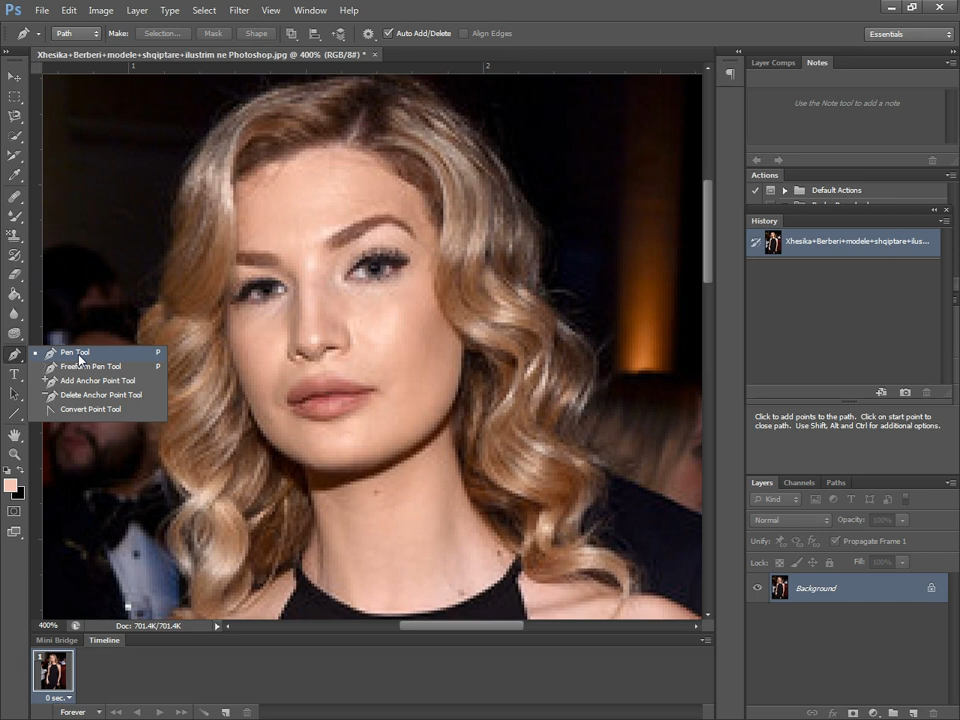 Ps File Edit Image Layer Type Select Filter View Window Help
Path Make: Selection... Mask Shape Auto Add/Delete Align Edges Essentials
Xhesika+Berberi+modele+shqiptare+ilustrim ne Photoshop.jpg @ 400% (RGB/8#) * ×
1 2
Layer Comps Notes
Use the Note tool to add a note
Actions
Default Actions
History
Xhesika+Berberi+modele+shqiptare+ilus...
Pen Tool P
Freeform Pen Tool P
Add Anchor Point Tool
Delete Anchor Point Tool
Convert Point Tool
Click to add points to the path. Click on start point to
close path. Use Shift, Alt and Ctrl for additional options.
Layers Channels Paths
Kind
Normal Opacity: 100%
Unify: Propagate Frame 1
Lock: Fill: 100%
Background
400% Doc: 701.4K/701.4K
Mini Bridge Timeline
1
0 sec.
Forever